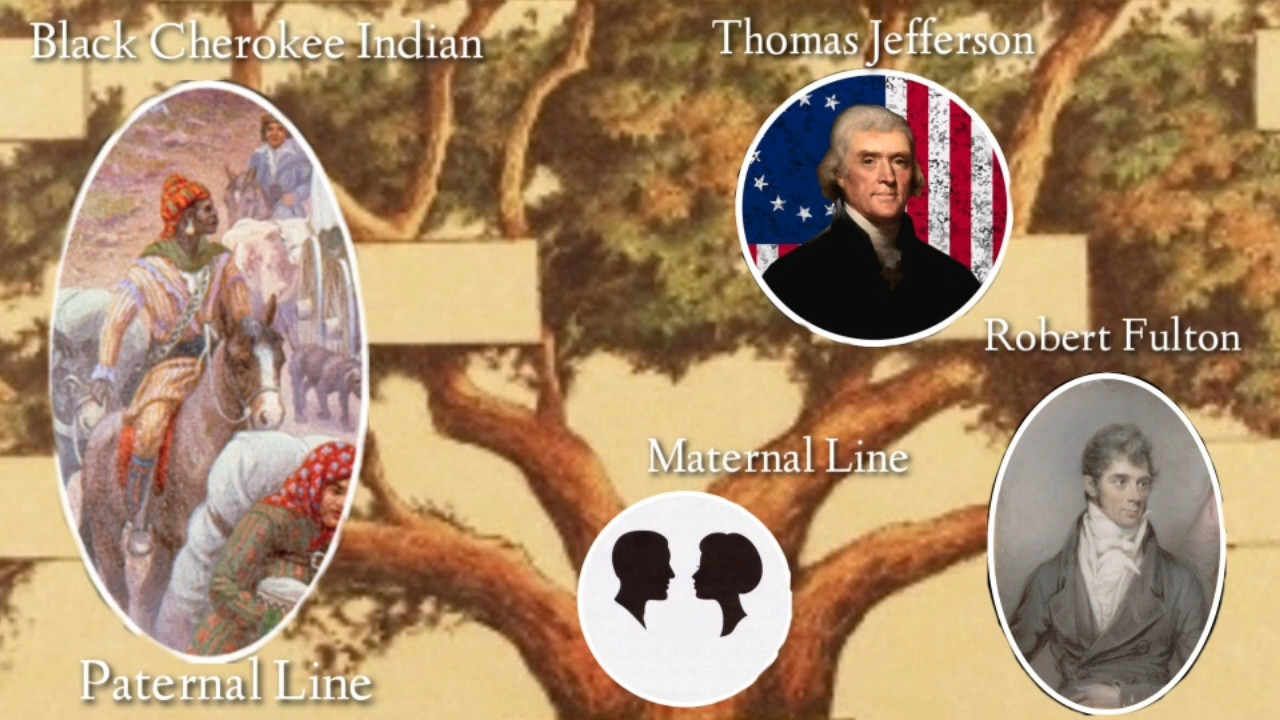 Black Cherokee Indian
Thomas Jefferson
Robert Fulton
Maternal Line
Paternal Line